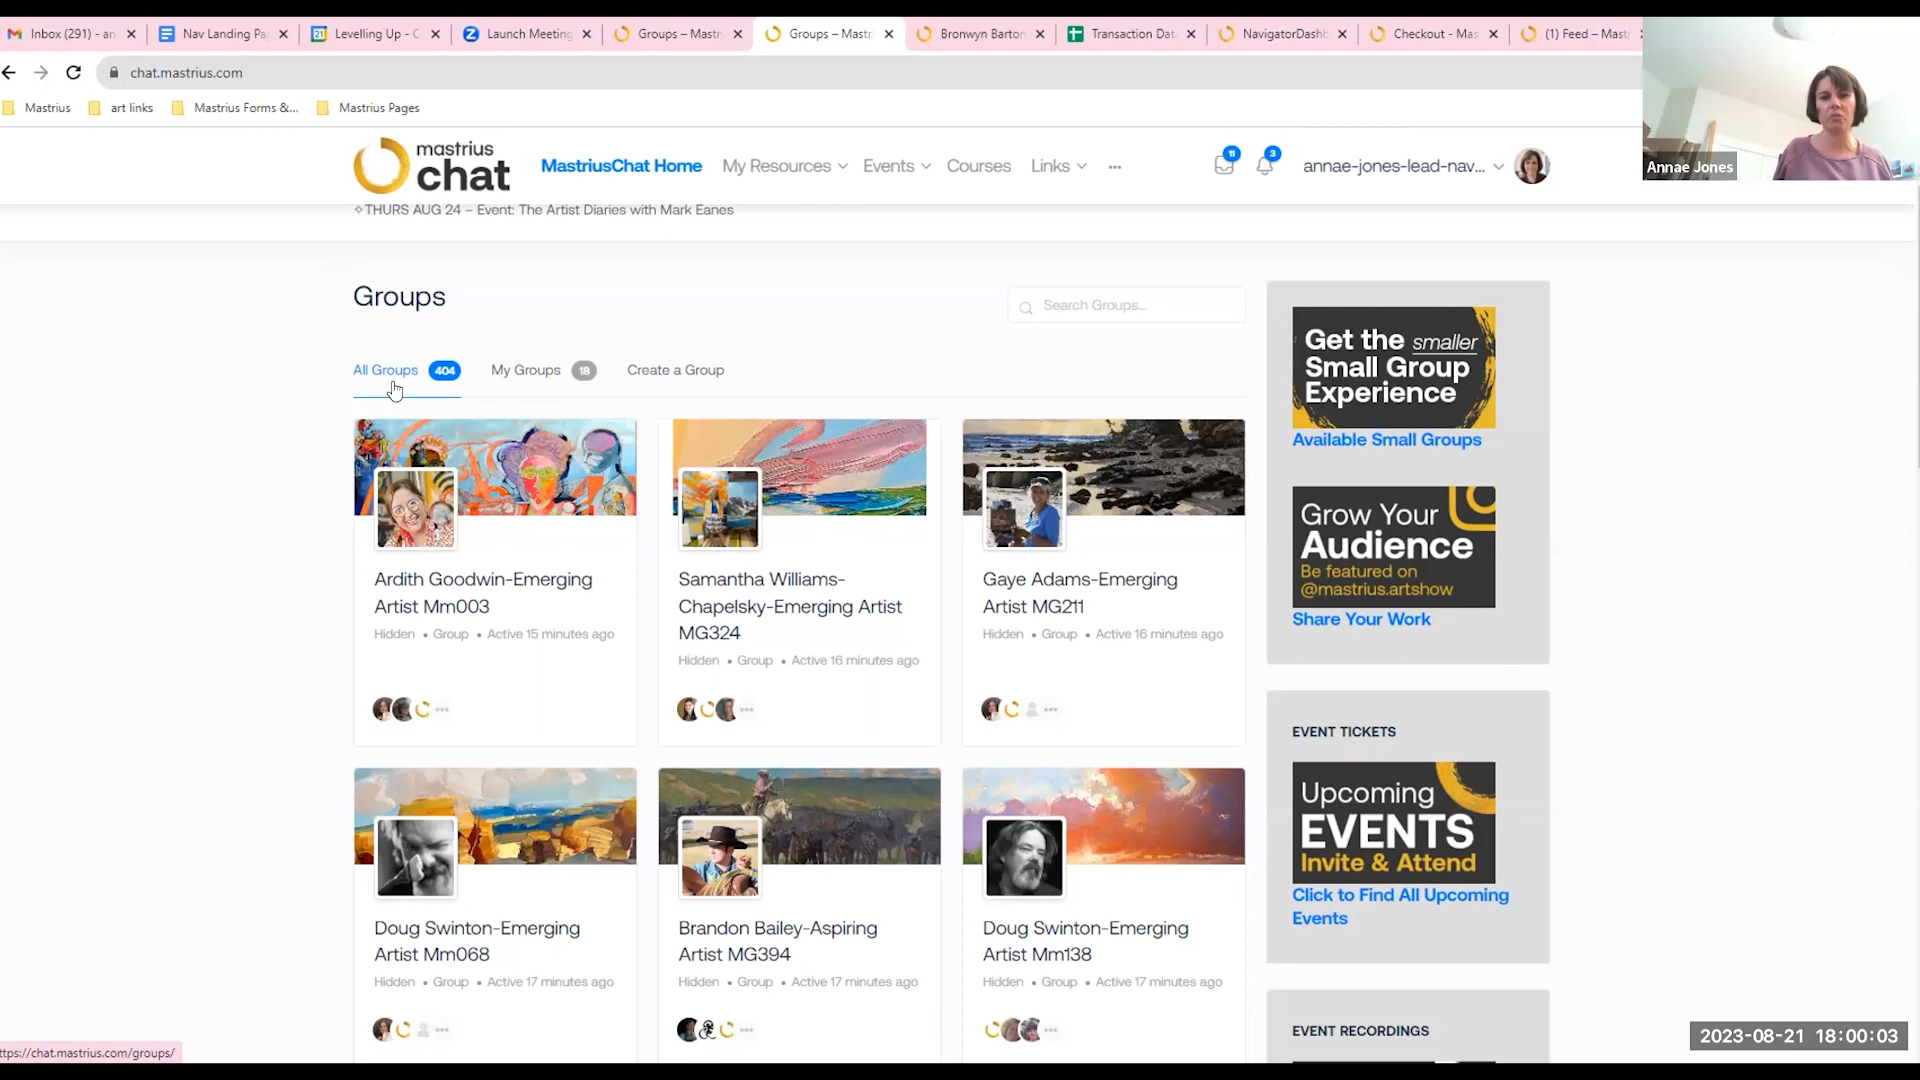 Inbox (291) - an
Nav Landing Pa
Levelling Up - C
Launch Meeting
Groups – Mastr
Groups – Mastri
Bronwyn Barton
Transaction Dat
NavigatorDashb
Checkout - Mas
(1) Feed – Mastr
chat.mastrius.com
Mastrius
art links
Mastrius Forms &...
Mastrius Pages
mastrius
chat
MastriusChat Home
My Resources
Events
Courses
Links
11
3
annae-jones-lead-nav...
Annae Jones
✧THURS AUG 24 – Event: The Artist Diaries with Mark Eanes
Groups
Search Groups...
All Groups 404
My Groups 18
Create a Group
Ardith Goodwin-Emerging
Artist Mm003
Hidden • Group • Active 15 minutes ago
Samantha Williams-
Chapelsky-Emerging Artist
MG324
Hidden • Group • Active 16 minutes ago
Gaye Adams-Emerging
Artist MG211
Hidden • Group • Active 16 minutes ago
Doug Swinton-Emerging
Artist Mm068
Hidden • Group • Active 17 minutes ago
Brandon Bailey-Aspiring
Artist MG394
Hidden • Group • Active 17 minutes ago
Doug Swinton-Emerging
Artist Mm138
Hidden • Group • Active 17 minutes ago
Get the smaller
Small Group
Experience
Available Small Groups
Grow Your
Audience
Be featured on
@mastrius.artshow
Share Your Work
EVENT TICKETS
Upcoming
EVENTS
Invite & Attend
Click to Find All Upcoming
Events
EVENT RECORDINGS
ttps://chat.mastrius.com/groups/
2023-08-21 18:00:03